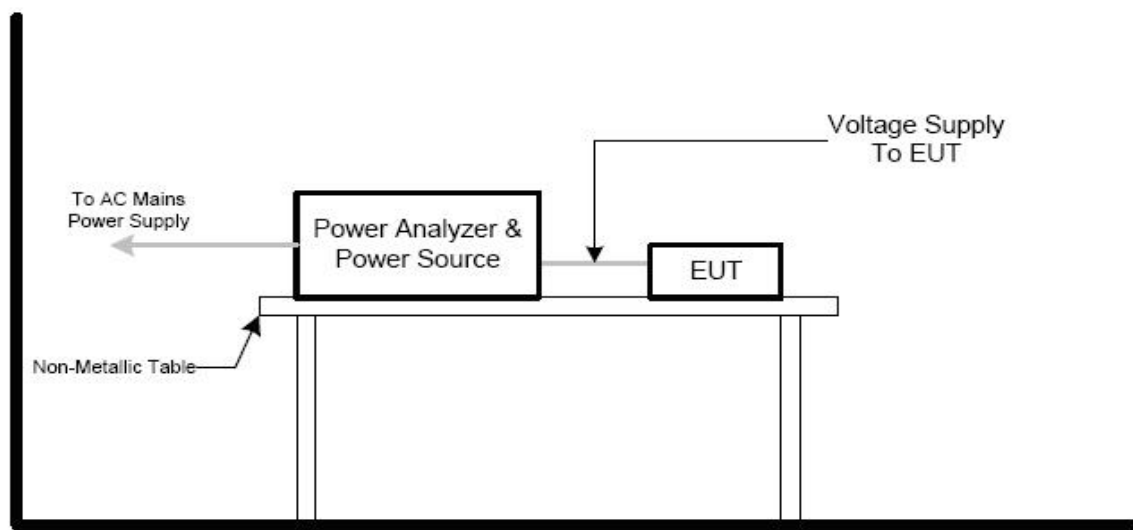 Voltage Supply
To EUT
To AC Mains
Power Supply
Power Analyzer &
Power Source
EUT
Non-Metallic Table